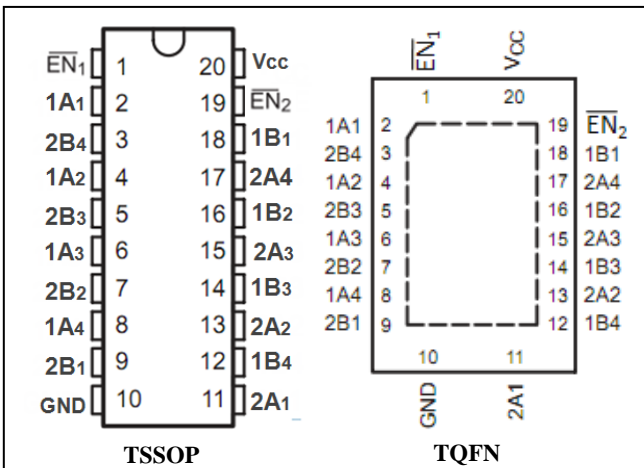 E̅N̅₁ 1 20 Vcc
1A1 2 19 E̅N̅₂
2B4 3 18 1B1
1A2 4 17 2A4
2B3 5 16 1B2
1A3 6 15 2A3
2B2 7 14 1B3
1A4 8 13 2A2
2B1 9 12 1B4
GND 10 11 2A1
TSSOP
E̅N̅₁ VCC
1 20
1A1 2 19 E̅N̅₂
2B4 3 18 1B1
1A2 4 17 2A4
2B3 5 16 1B2
1A3 6 15 2A3
2B2 7 14 1B3
1A4 8 13 2A2
2B1 9 12 1B4
10 11
GND 2A1
TQFN